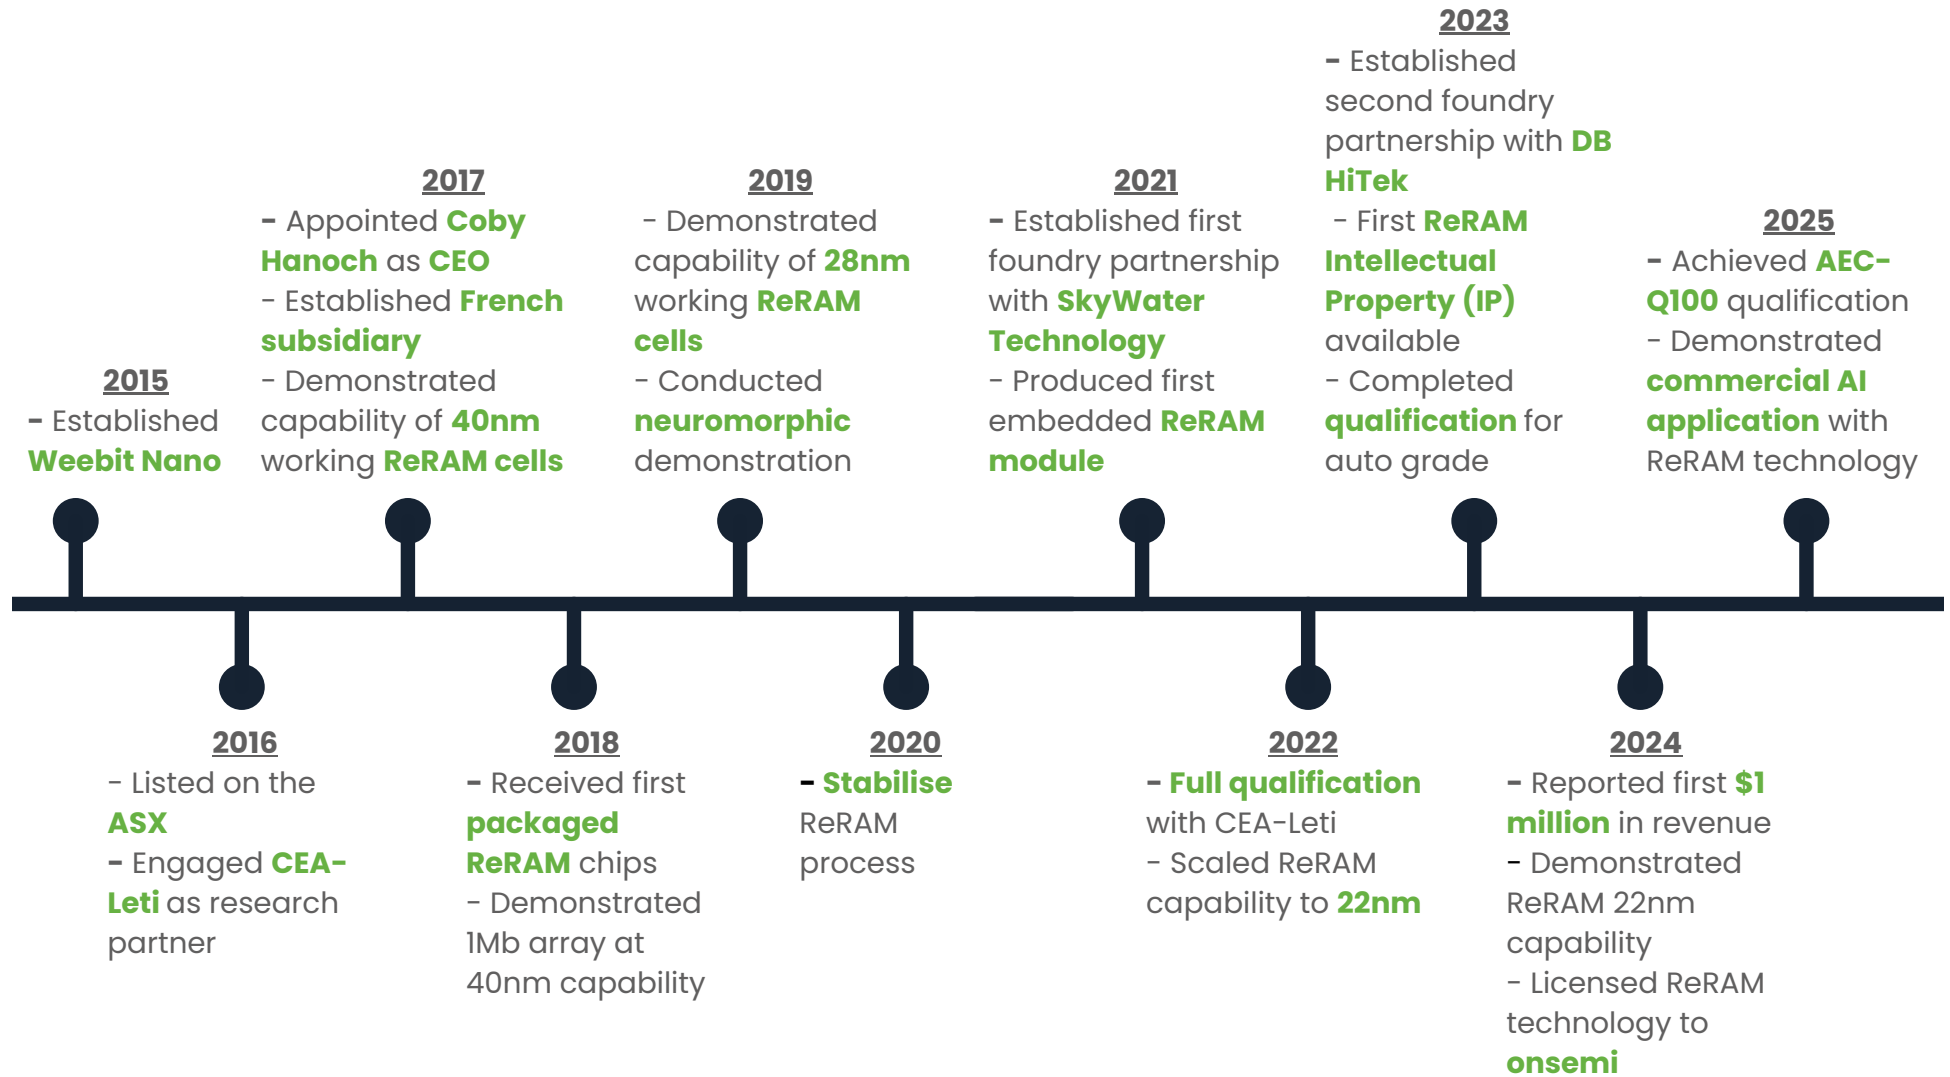 2015
- Established
Weebit Nano
2016
- Listed on the
ASX
- Engaged CEA-
Leti as research
partner
2017
- Appointed Coby
Hanoch as CEO
- Established French
subsidiary
- Demonstrated
capability of 40nm
working ReRAM cells
2018
- Received first
packaged
ReRAM chips
- Demonstrated
1Mb array at
40nm capability
2019
- Demonstrated
capability of 28nm
working ReRAM
cells
- Conducted
neuromorphic
demonstration
2020
- Stabilise
ReRAM
process
2021
- Established first
foundry partnership
with SkyWater
Technology
- Produced first
embedded ReRAM
module
2022
- Full qualification
with CEA-Leti
- Scaled ReRAM
capability to 22nm
2023
- Established
second foundry
partnership with DB
HiTek
- First ReRAM
Intellectual
Property (IP)
available
- Completed
qualification for
auto grade
2024
- Reported first $1
million in revenue
- Demonstrated
ReRAM 22nm
capability
- Licensed ReRAM
technology to
onsemi
2025
- Achieved AEC-
Q100 qualification
- Demonstrated
commercial AI
application with
ReRAM technology